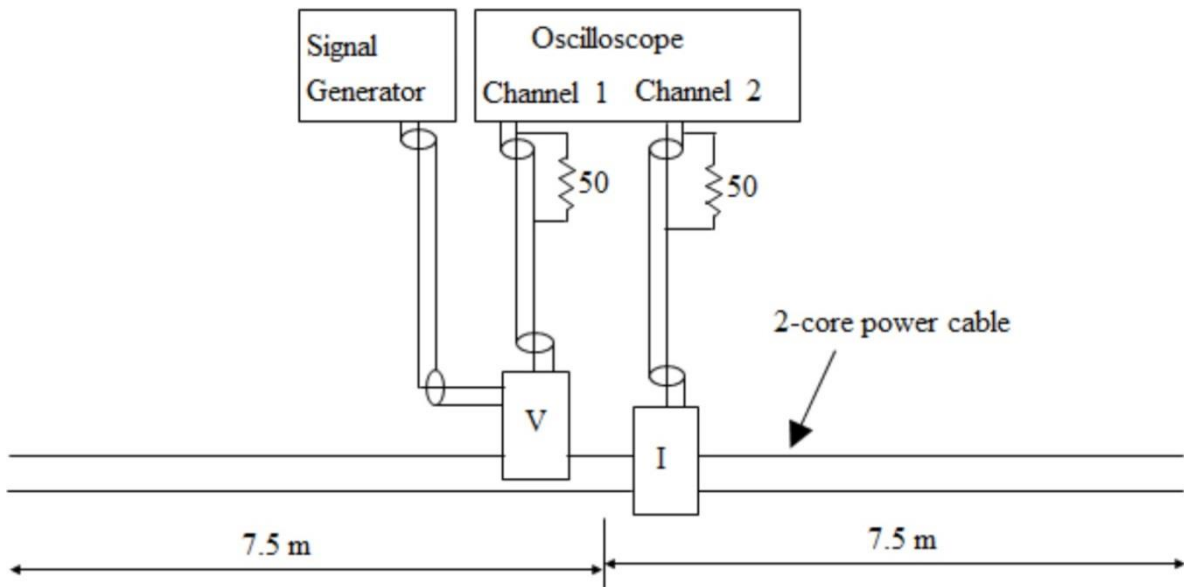 Signal
Generator
Oscilloscope
Channel 1 Channel 2
50
50
2-core power cable
V
I
7.5 m
7.5 m